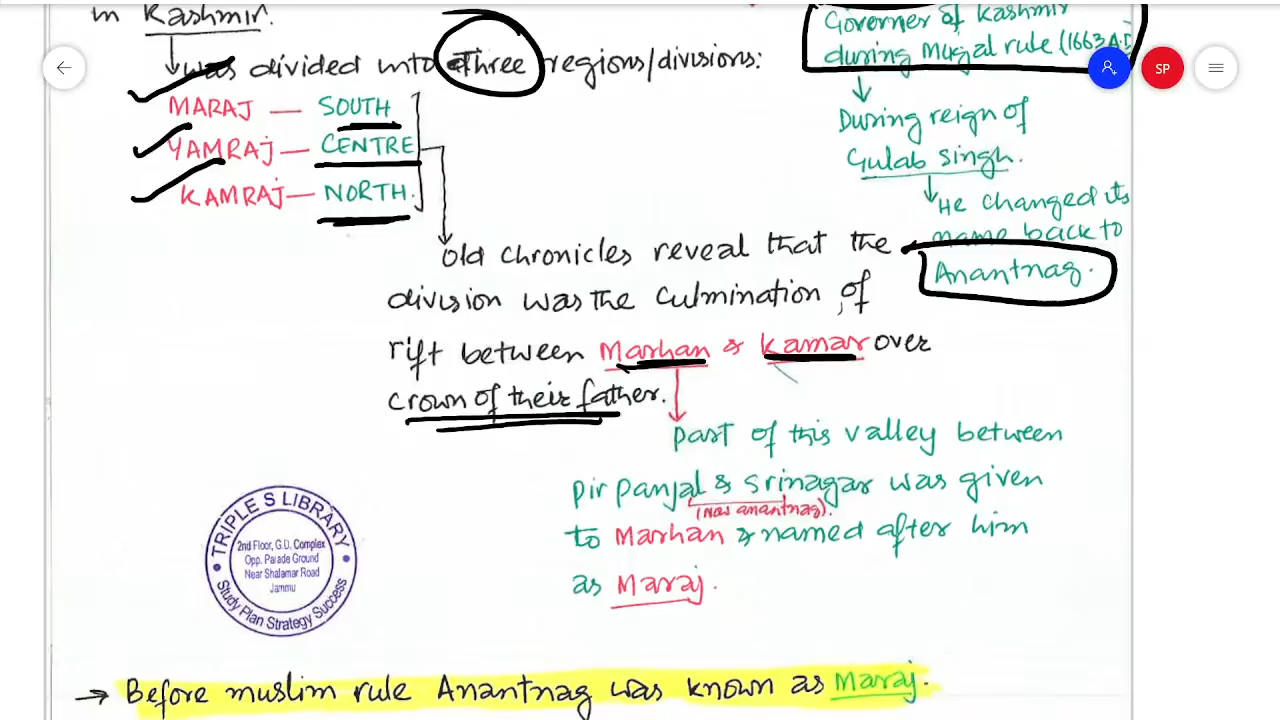 in Kashmir.
was divided into Three regions/divisions:
MARAJ — SOUTH
YAMRAJ — CENTRE
KAMRAJ — NORTH.
Old chronicles reveal that the
division was the culmination of
rift between Marhan & Kamar over
crown of their father.
Part of this valley between
Pir panjal & Srinagar was given
(Now anantnag).
to Marhan & named after him
as Maraj.
Governer of Kashmir
during Mugal rule (1663 A.D
During reign of
Gulab singh.
He changed its
name back to
Anantnag.
SP
TRIPLE S LIBRARY
2nd Floor, G.D. Complex
Opp. Parade Ground
Near Shalamar Road
Jammu
Study Plan Strategy Success
→ Before muslim rule Anantnag was known as Maraj.